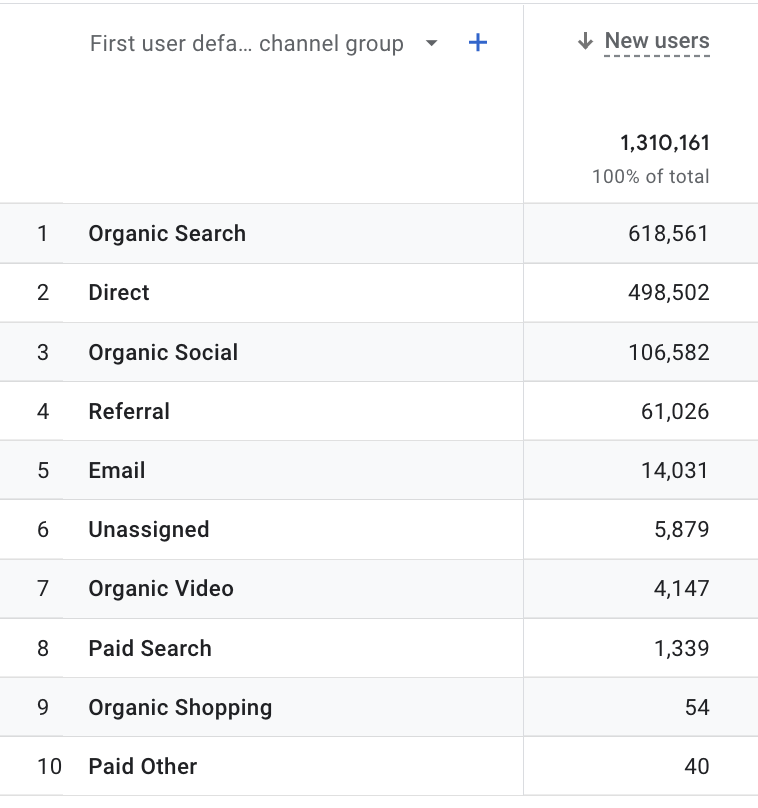 First user defa... channel group
New users
1,310,161
100% of total
1 Organic Search 618,561
2 Direct 498,502
3 Organic Social 106,582
4 Referral 61,026
5 Email 14,031
6 Unassigned 5,879
7 Organic Video 4,147
8 Paid Search 1,339
9 Organic Shopping 54
10 Paid Other 40